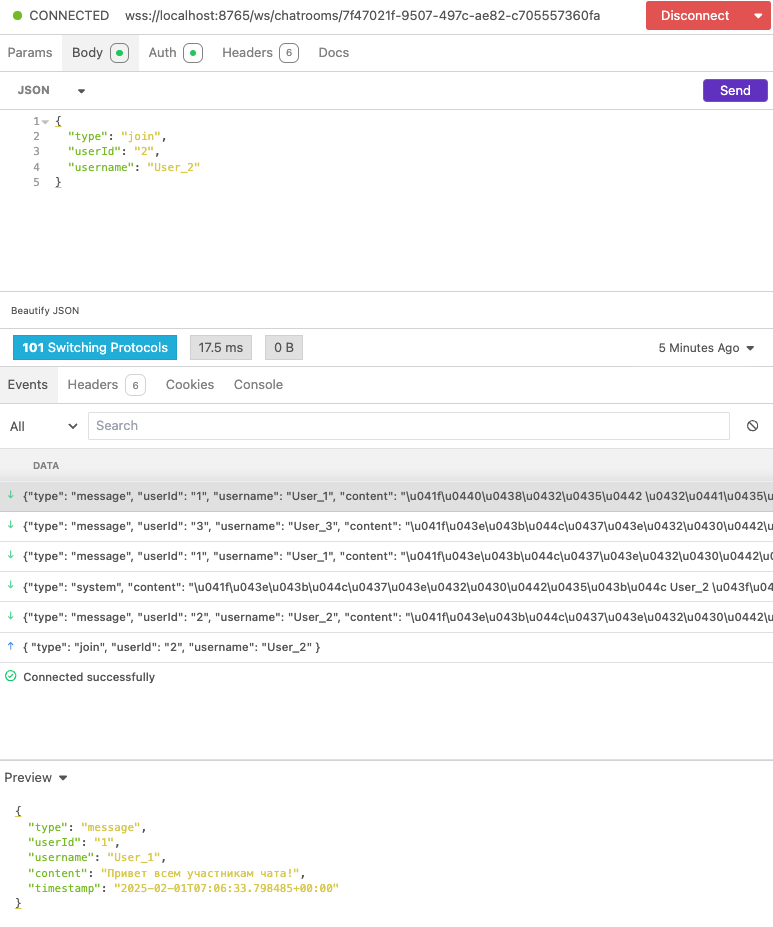 CONNECTED wss://localhost:8765/ws/chatrooms/7f47021f-9507-497c-ae82-c705557360fa Disconnect
Params Body Auth Headers 6 Docs
JSON Send
1 {
2 "type": "join",
3 "userId": "2",
4 "username": "User_2"
5 }
Beautify JSON
101 Switching Protocols 17.5 ms 0 B 5 Minutes Ago
Events Headers 6 Cookies Console
All Search
DATA
{"type": "message", "userId": "1", "username": "User_1", "content": "\u041f\u0440\u0438\u0432\u0435\u0442 \u0432\u0441\u0435\u
{"type": "message", "userId": "3", "username": "User_3", "content": "\u041f\u043e\u043b\u044c\u0437\u043e\u0432\u0430\u0442\u
{"type": "message", "userId": "1", "username": "User_1", "content": "\u041f\u043e\u043b\u044c\u0437\u043e\u0432\u0430\u0442\u0
{"type": "system", "content": "\u041f\u043e\u043b\u044c\u0437\u043e\u0432\u0430\u0442\u0435\u043b\u044c User_2 \u043f\u04
{"type": "message", "userId": "2", "username": "User_2", "content": "\u041f\u043e\u043b\u044c\u0437\u043e\u0432\u0430\u0442\u
{ "type": "join", "userId": "2", "username": "User_2" }
Connected successfully
Preview
{
"type": "message",
"userId": "1",
"username": "User_1",
"content": "Привет всем участникам чата!",
"timestamp": "2025-02-01T07:06:33.798485+00:00"
}